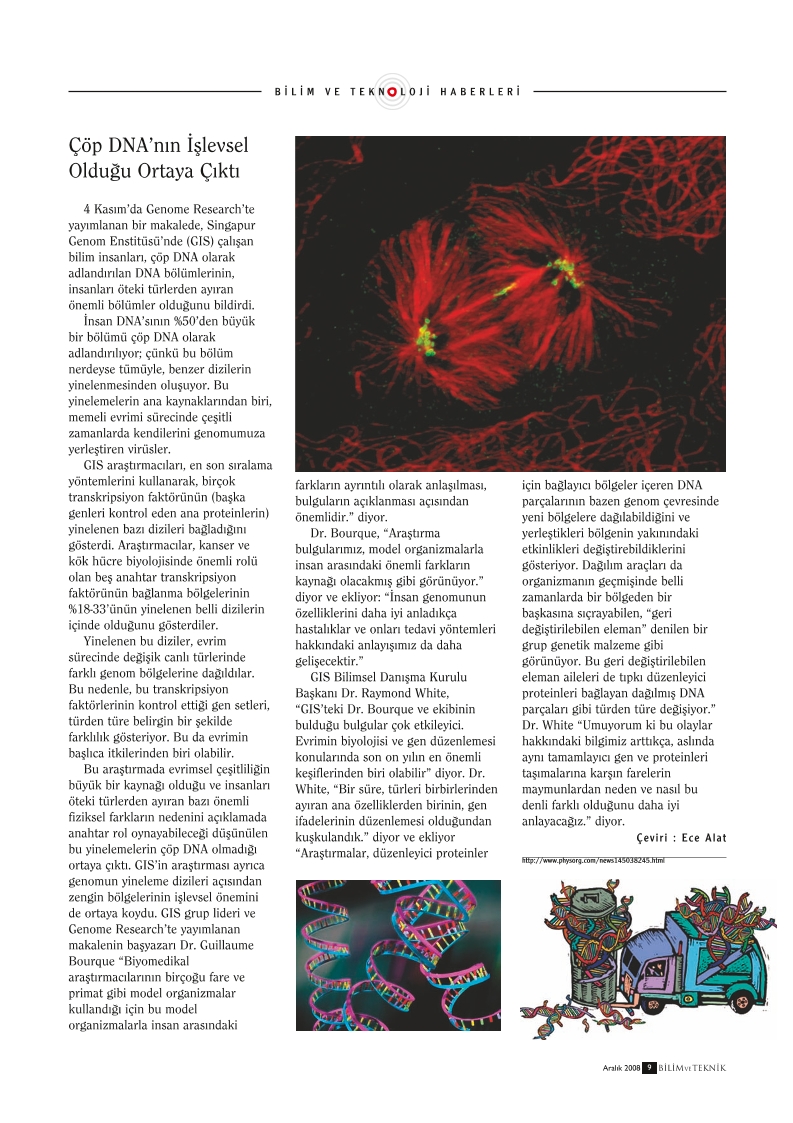 BİLİM VE TEKNOLOJİ HABERLERİ
Çöp DNA’nın İşlevsel
Olduğu Ortaya Çıktı
4 Kasım’da Genome Research’te
yayımlanan bir makalede, Singapur
Genom Enstitüsü’nde (GIS) çalışan
bilim insanları, çöp DNA olarak
adlandırılan DNA bölümlerinin,
insanları öteki türlerden ayıran
önemli bölümler olduğunu bildirdi.
İnsan DNA’sının %50’den büyük
bir bölümü çöp DNA olarak
adlandırılıyor; çünkü bu bölüm
nerdeyse tümüyle, benzer dizilerin
yinelenmesinden oluşuyor. Bu
yinelemelerin ana kaynaklarından biri,
memeli evrimi sürecinde çeşitli
zamanlarda kendilerini genomumuza
yerleştiren virüsler.
GIS araştırmacıları, en son sıralama
yöntemlerini kullanarak, birçok
transkripsiyon faktörünün (başka
genleri kontrol eden ana proteinlerin)
yinelenen bazı dizileri bağladığını
gösterdi. Araştırmacılar, kanser ve
kök hücre biyolojisinde önemli rolü
olan beş anahtar transkripsiyon
faktörünün bağlanma bölgelerinin
%18-33’ünün yinelenen belli dizilerin
içinde olduğunu gösterdiler.
Yinelenen bu diziler, evrim
sürecinde değişik canlı türlerinde
farklı genom bölgelerine dağıldılar.
Bu nedenle, bu transkripsiyon
faktörlerinin kontrol ettiği gen setleri,
türden türe belirgin bir şekilde
farklılık gösteriyor. Bu da evrimin
başlıca itkilerinden biri olabilir.
Bu araştırmada evrimsel çeşitliliğin
büyük bir kaynağı olduğu ve insanları
öteki türlerden ayıran bazı önemli
fiziksel farkların nedenini açıklamada
anahtar rol oynayabileceği düşünülen
bu yinelemelerin çöp DNA olmadığı
ortaya çıktı. GIS’in araştırması ayrıca
genomun yineleme dizileri açısından
zengin bölgelerinin işlevsel önemini
de ortaya koydu. GIS grup lideri ve
Genome Research’te yayımlanan
makalenin başyazarı Dr. Guillaume
Bourque “Biyomedikal
araştırmacılarının birçoğu fare ve
primat gibi model organizmalar
kullandığı için bu model
organizmalarla insan arasındaki
farkların ayrıntılı olarak anlaşılması,
bulguların açıklanması açısından
önemlidir.” diyor.
Dr. Bourque, “Araştırma
bulgularımız, model organizmalarla
insan arasındaki önemli farkların
kaynağı olacakmış gibi görünüyor.”
diyor ve ekliyor: “İnsan genomunun
özelliklerini daha iyi anladıkça
hastalıklar ve onları tedavi yöntemleri
hakkındaki anlayışımız da daha
gelişecektir.”
GIS Bilimsel Danışma Kurulu
Başkanı Dr. Raymond White,
“GIS’teki Dr. Bourque ve ekibinin
bulduğu bulgular çok etkileyici.
Evrimin biyolojisi ve gen düzenlemesi
konularında son on yılın en önemli
keşiflerinden biri olabilir” diyor. Dr.
White, “Bir süre, türleri birbirlerinden
ayıran ana özelliklerden birinin, gen
ifadelerinin düzenlemesi olduğundan
kuşkulandık.” diyor ve ekliyor
“Araştırmalar, düzenleyici proteinler
için bağlayıcı bölgeler içeren DNA
parçalarının bazen genom çevresinde
yeni bölgelere dağılabildiğini ve
yerleştikleri bölgenin yakınındaki
etkinlikleri değiştirebildiklerini
gösteriyor. Dağılım araçları da
organizmanın geçmişinde belli
zamanlarda bir bölgeden bir
başkasına sıçrayabilen, “geri
değiştirilebilen eleman” denilen bir
grup genetik malzeme gibi
görünüyor. Bu geri değiştirilebilen
eleman aileleri de tıpkı düzenleyici
proteinleri bağlayan dağılmış DNA
parçaları gibi türden türe değişiyor.”
Dr. White “Umuyorum ki bu olaylar
hakkındaki bilgimiz arttıkça, aslında
aynı tamamlayıcı gen ve proteinleri
taşımalarına karşın farelerin
maymunlardan neden ve nasıl bu
denli farklı olduğunu daha iyi
anlayacağız.” diyor.
Çeviri : Ece Alat
http://www.physorg.com/news145038245.html
Aralık 2008 9 BİLİM VE TEKNİK